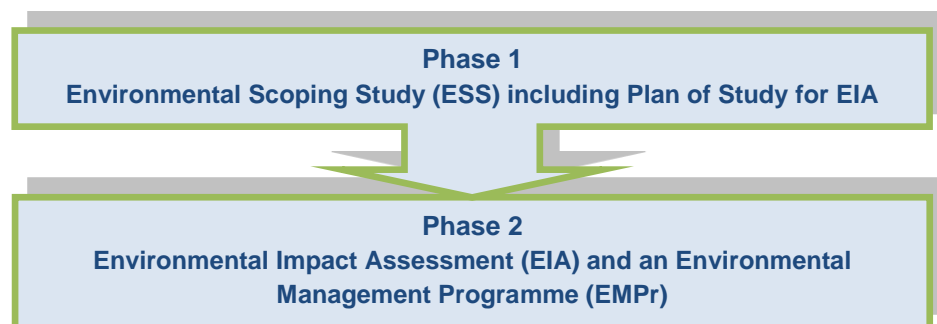 Phase 1
Environmental Scoping Study (ESS) including Plan of Study for EIA
Phase 2
Environmental Impact Assessment (EIA) and an Environmental
Management Programme (EMPr)